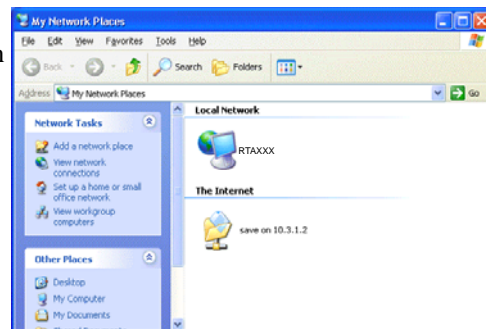 My Network Places
File Edit View Favorites Tools Help
Back Search Folders
Address My Network Places Go
Network Tasks
Add a network place
View network
connections
Set up a home or small
office network
View workgroup
computers
Other Places
Desktop
My Computer
My Documents
Local Network
RTAXXX
The Internet
save on 10.3.1.2